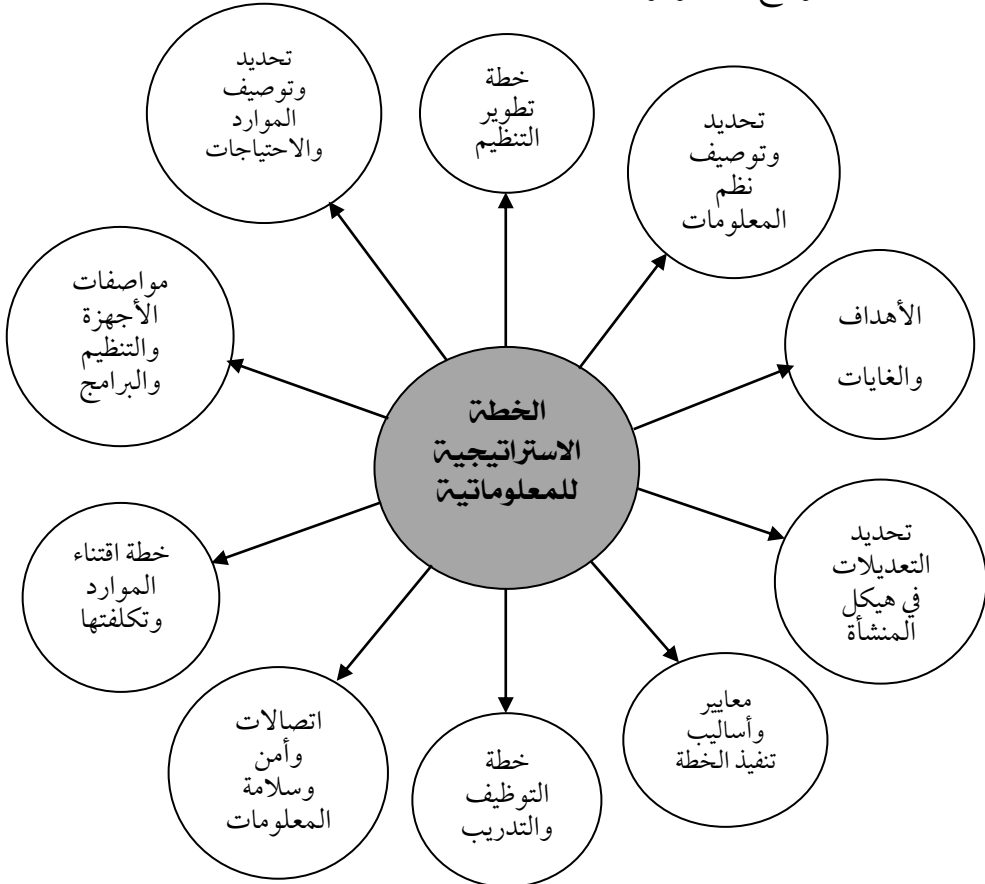 خطة
تطوير
التنظيم
تحديد
وتوصيف
نظم
المعلومات
الأهداف
والغايات
تحديد
التعديلات
في هيكل
المنشأة
معايير
وأساليب
تنفيذ الخطة
خطة
التوظيف
والتدريب
اتصالات
وأمن
وسلامة
المعلومات
خطة اقتناء
الموارد
وتكلفتها
مواصفات
الأجهزة
والتنظيم
والبرامج
تحديد
وتوصيف
الموارد
والاحتياجات
الخطة
الاستراتيجية
للمعلوماتية